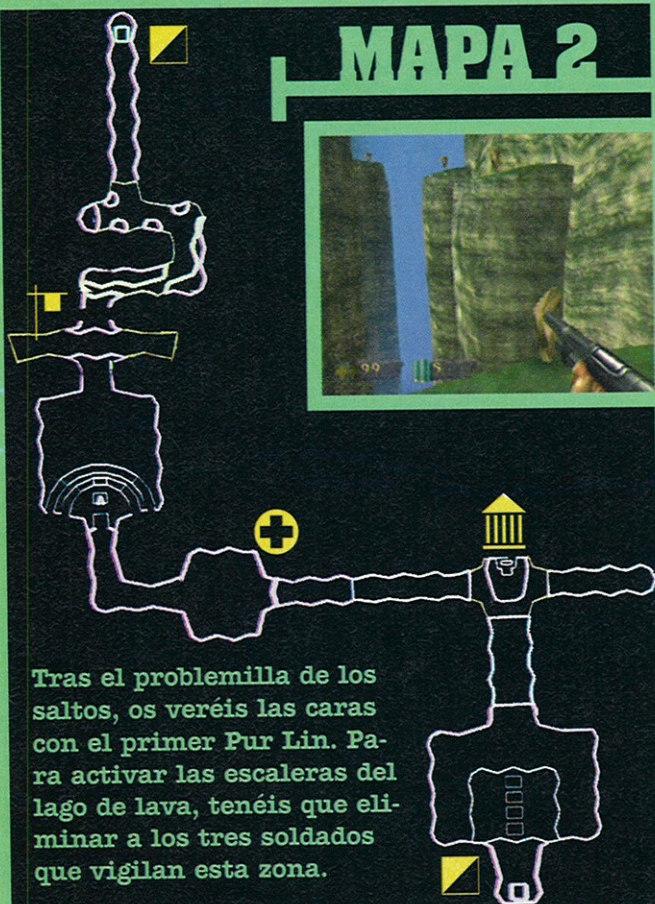 MAPA 2
99
Tras el problemilla de los
saltos, os veréis las caras
con el primer Pur Lin. Pa-
ra activar las escaleras del
lago de lava, tenéis que eli-
minar a los tres soldados
que vigilan esta zona.